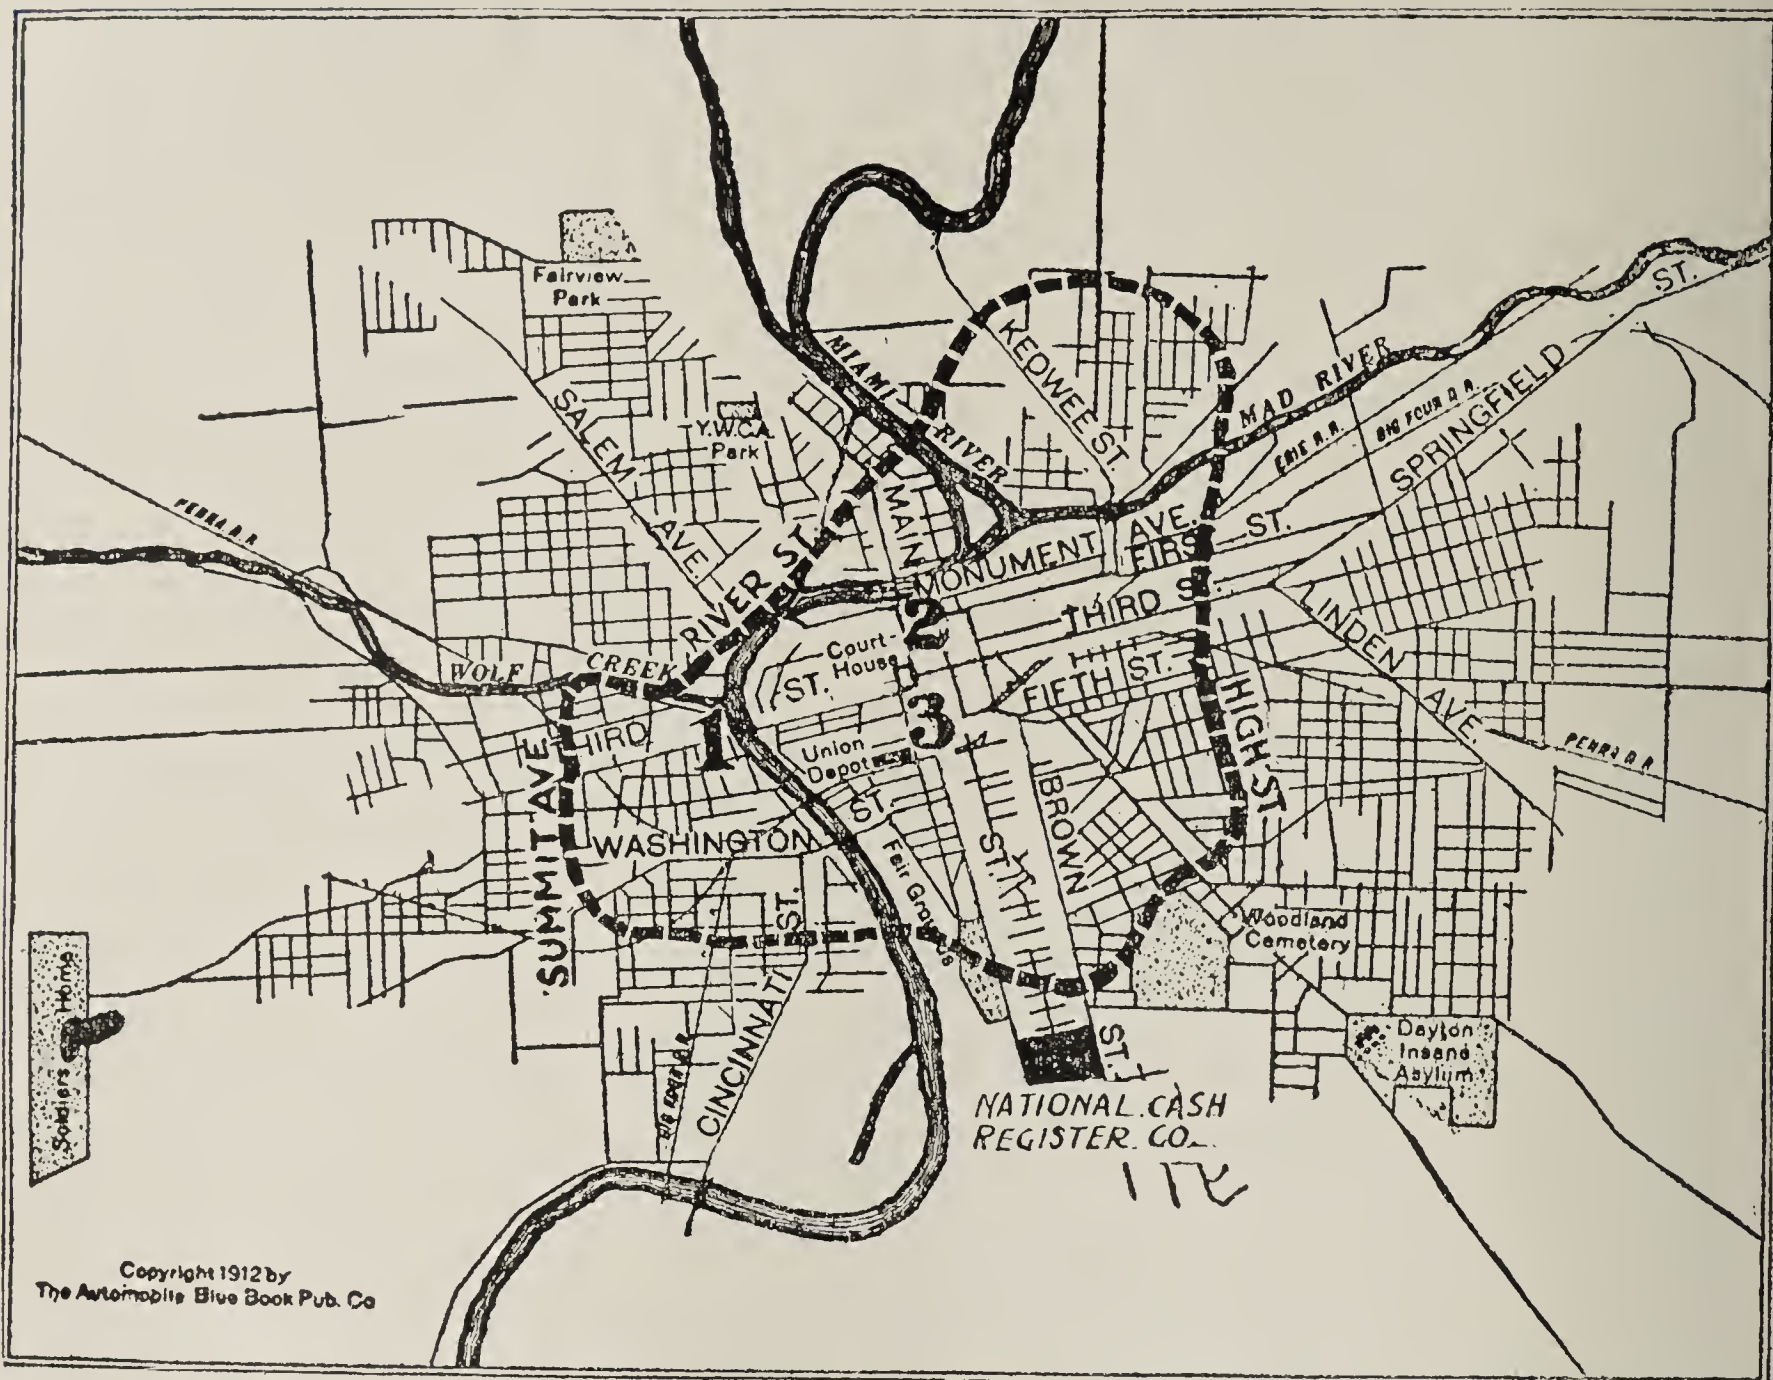 Fairview
Park
SALEM
AVE.
Y.W.C.A.
Park
MIAMI
RIVER
KEOWEE ST.
MAD RIVER
ERIE R.R.
BIG FOUR R.R.
SPRINGFIELD
ST.
PENNA R.R.
MAIN
RIVER ST.
MONUMENT
AVE.
FIRST
ST.
THIRD ST.
LINDEN
AVE.
WOLF
CREEK
Court-
House
ST.
2
FIFTH ST.
HIGH ST.
3
1
THIRD
Union
Depot
ST.
PENNA R.R.
SUMMIT AVE.
WASHINGTON
BROWN
ST.
Fair Grounds
ST.
Woodland
Cemetery
Soldiers Home
CINCINNATI
BIG FOUR R.R.
ST.
Dayton
Insane
Asylum
NATIONAL CASH
REGISTER. CO.
Copyright 1912 by
The Automobile Blue Book Pub. Co